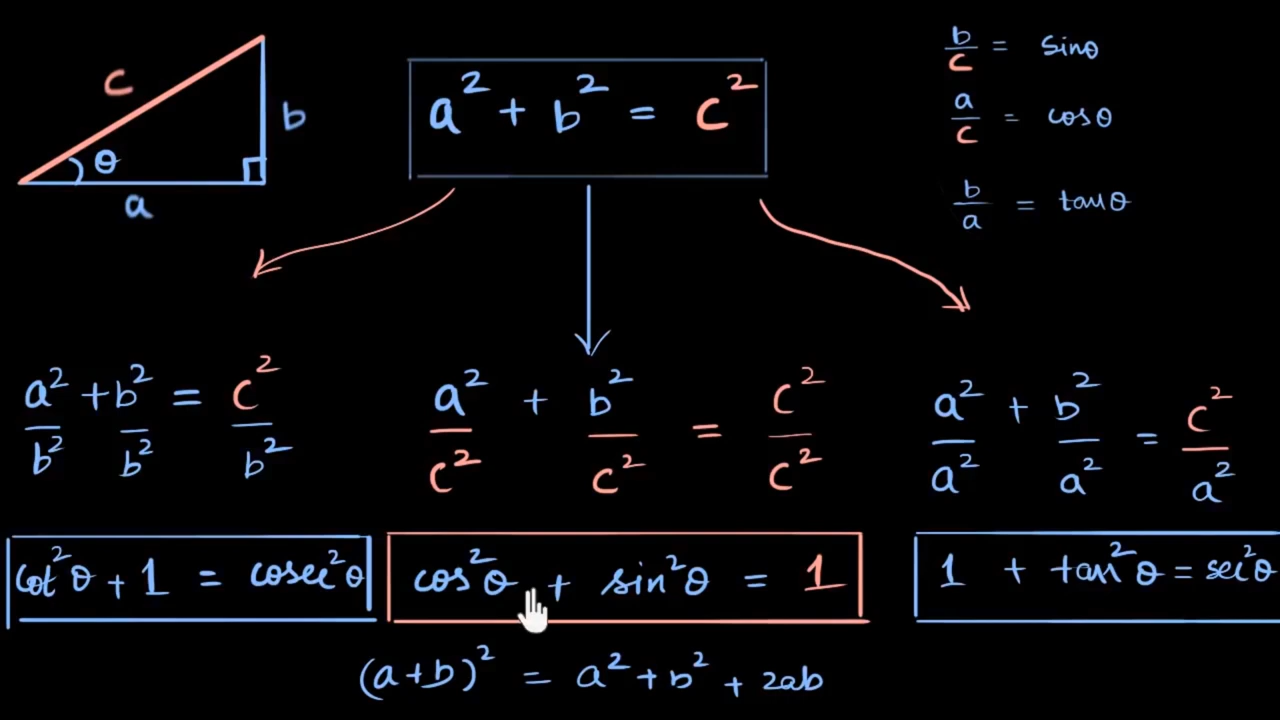 c
b
θ
a
a² + b² = c²
b/c = sinθ
a/c = cosθ
b/a = tanθ
a²/b² + b²/b² = c²/b²
a²/c² + b²/c² = c²/c²
a²/a² + b²/a² = c²/a²
cot²θ + 1 = cosec²θ
cos²θ + sin²θ = 1
1 + tan²θ = sec²θ
(a+b)² = a² + b² + 2ab